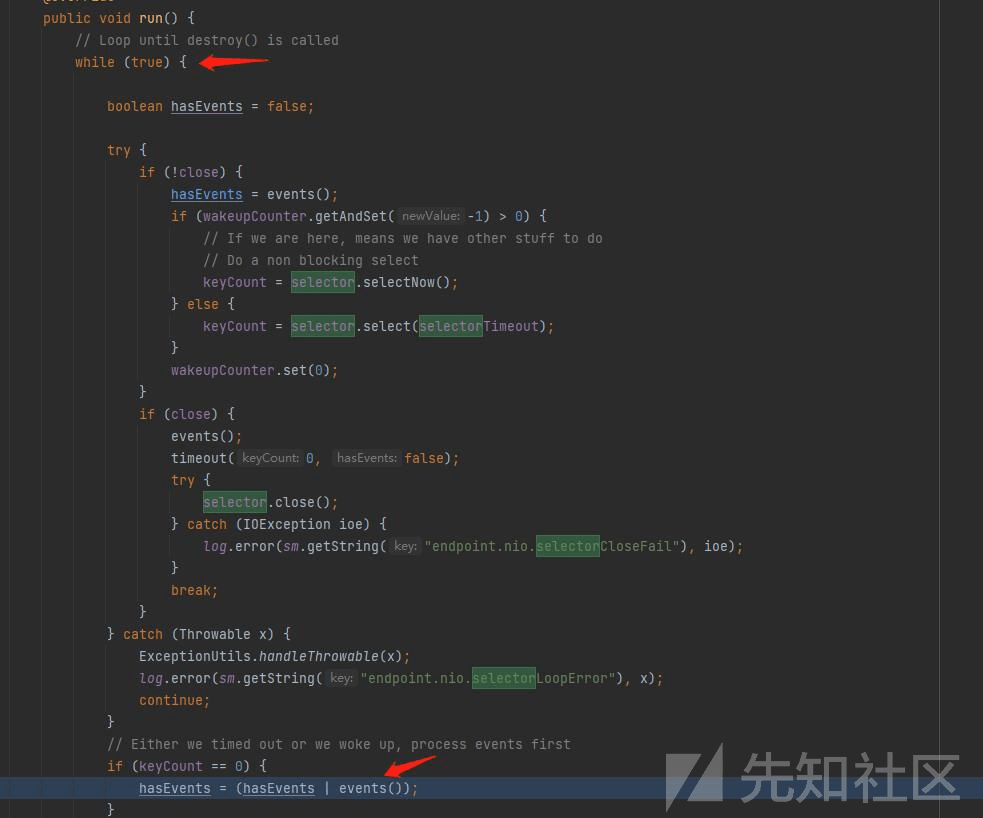 public void run() {
// Loop until destroy() is called
while (true) {
boolean hasEvents = false;
try {
if (!close) {
hasEvents = events();
if (wakeupCounter.getAndSet( newValue: -1) > 0) {
// If we are here, means we have other stuff to do
// Do a non blocking select
keyCount = selector.selectNow();
} else {
keyCount = selector.select(selectorTimeout);
}
wakeupCounter.set(0);
}
if (close) {
events();
timeout( keyCount: 0, hasEvents: false);
try {
selector.close();
} catch (IOException ioe) {
log.error(sm.getString( key: "endpoint.nio.selectorCloseFail"), ioe);
}
break;
}
} catch (Throwable x) {
ExceptionUtils.handleThrowable(x);
log.error(sm.getString( key: "endpoint.nio.selectorLoopError"), x);
continue;
}
// Either we timed out or we woke up, process events first
if (keyCount == 0) {
hasEvents = (hasEvents | events());
}
先知社区